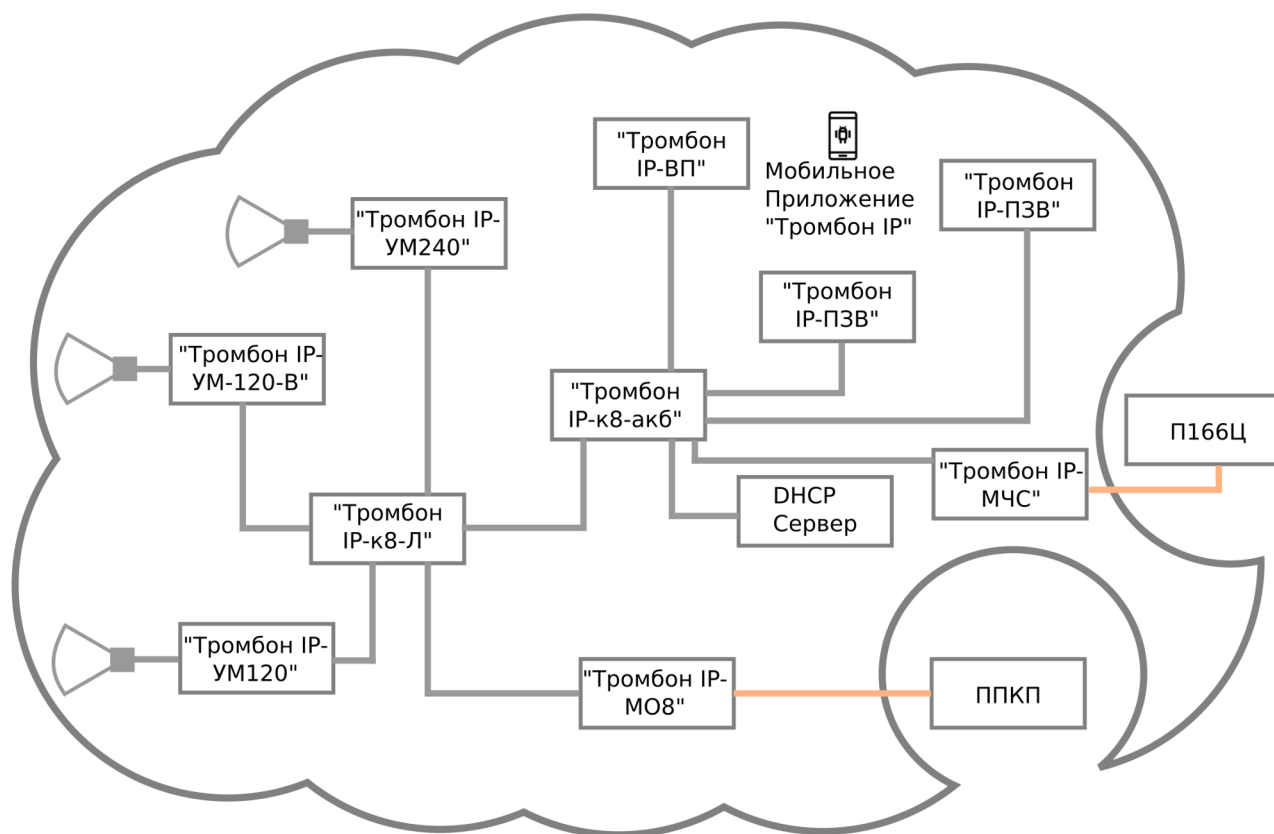 "Тромбон
IP-ВП"
Мобильное
Приложение
"Тромбон IP"
"Тромбон
IP-ПЗВ"
"Тромбон IP-
УМ240"
"Тромбон
IP-ПЗВ"
"Тромбон IP-
УМ-120-В"
"Тромбон
IP-к8-акб"
П166Ц
"Тромбон IP-
МЧС"
DHCP
Сервер
"Тромбон
IP-к8-Л"
"Тромбон IP-
УМ120"
"Тромбон IP-
МО8"
ППКП